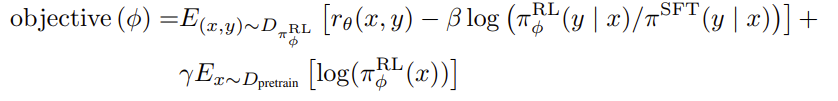 objective (ϕ) =E_{(x,y)∼D_{π_ϕ^{RL}}} [r_θ(x, y) − β log (π_ϕ^{RL}(y | x)/π^{SFT}(y | x))] +
γE_{x∼D_{pretrain}} [log(π_ϕ^{RL}(x))]